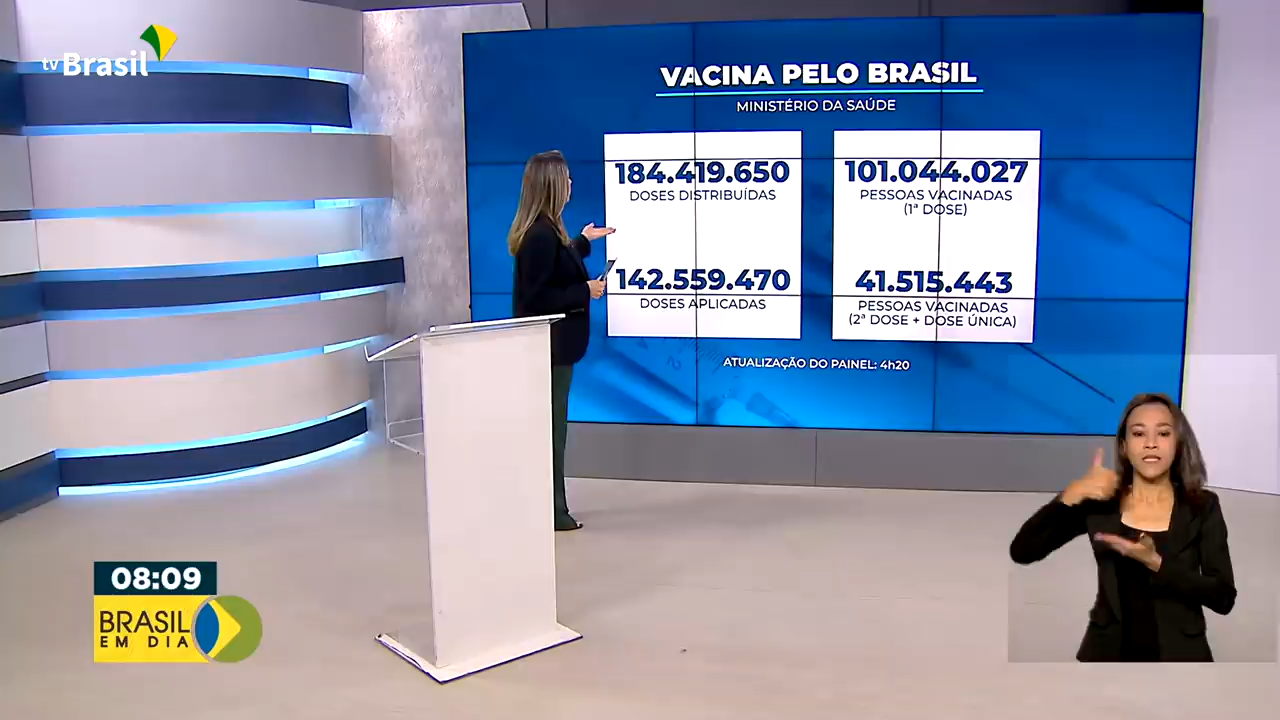 tv Brasil
VACINA PELO BRASIL
MINISTÉRIO DA SAÚDE
184.419.650
DOSES DISTRIBUÍDAS
142.559.470
DOSES APLICADAS
101.044.027
PESSOAS VACINADAS
(1ª DOSE)
41.515.443
PESSOAS VACINADAS
(2ª DOSE + DOSE ÚNICA)
ATUALIZAÇÃO DO PAINEL: 4h20
08:09
BRASIL
EM DIA